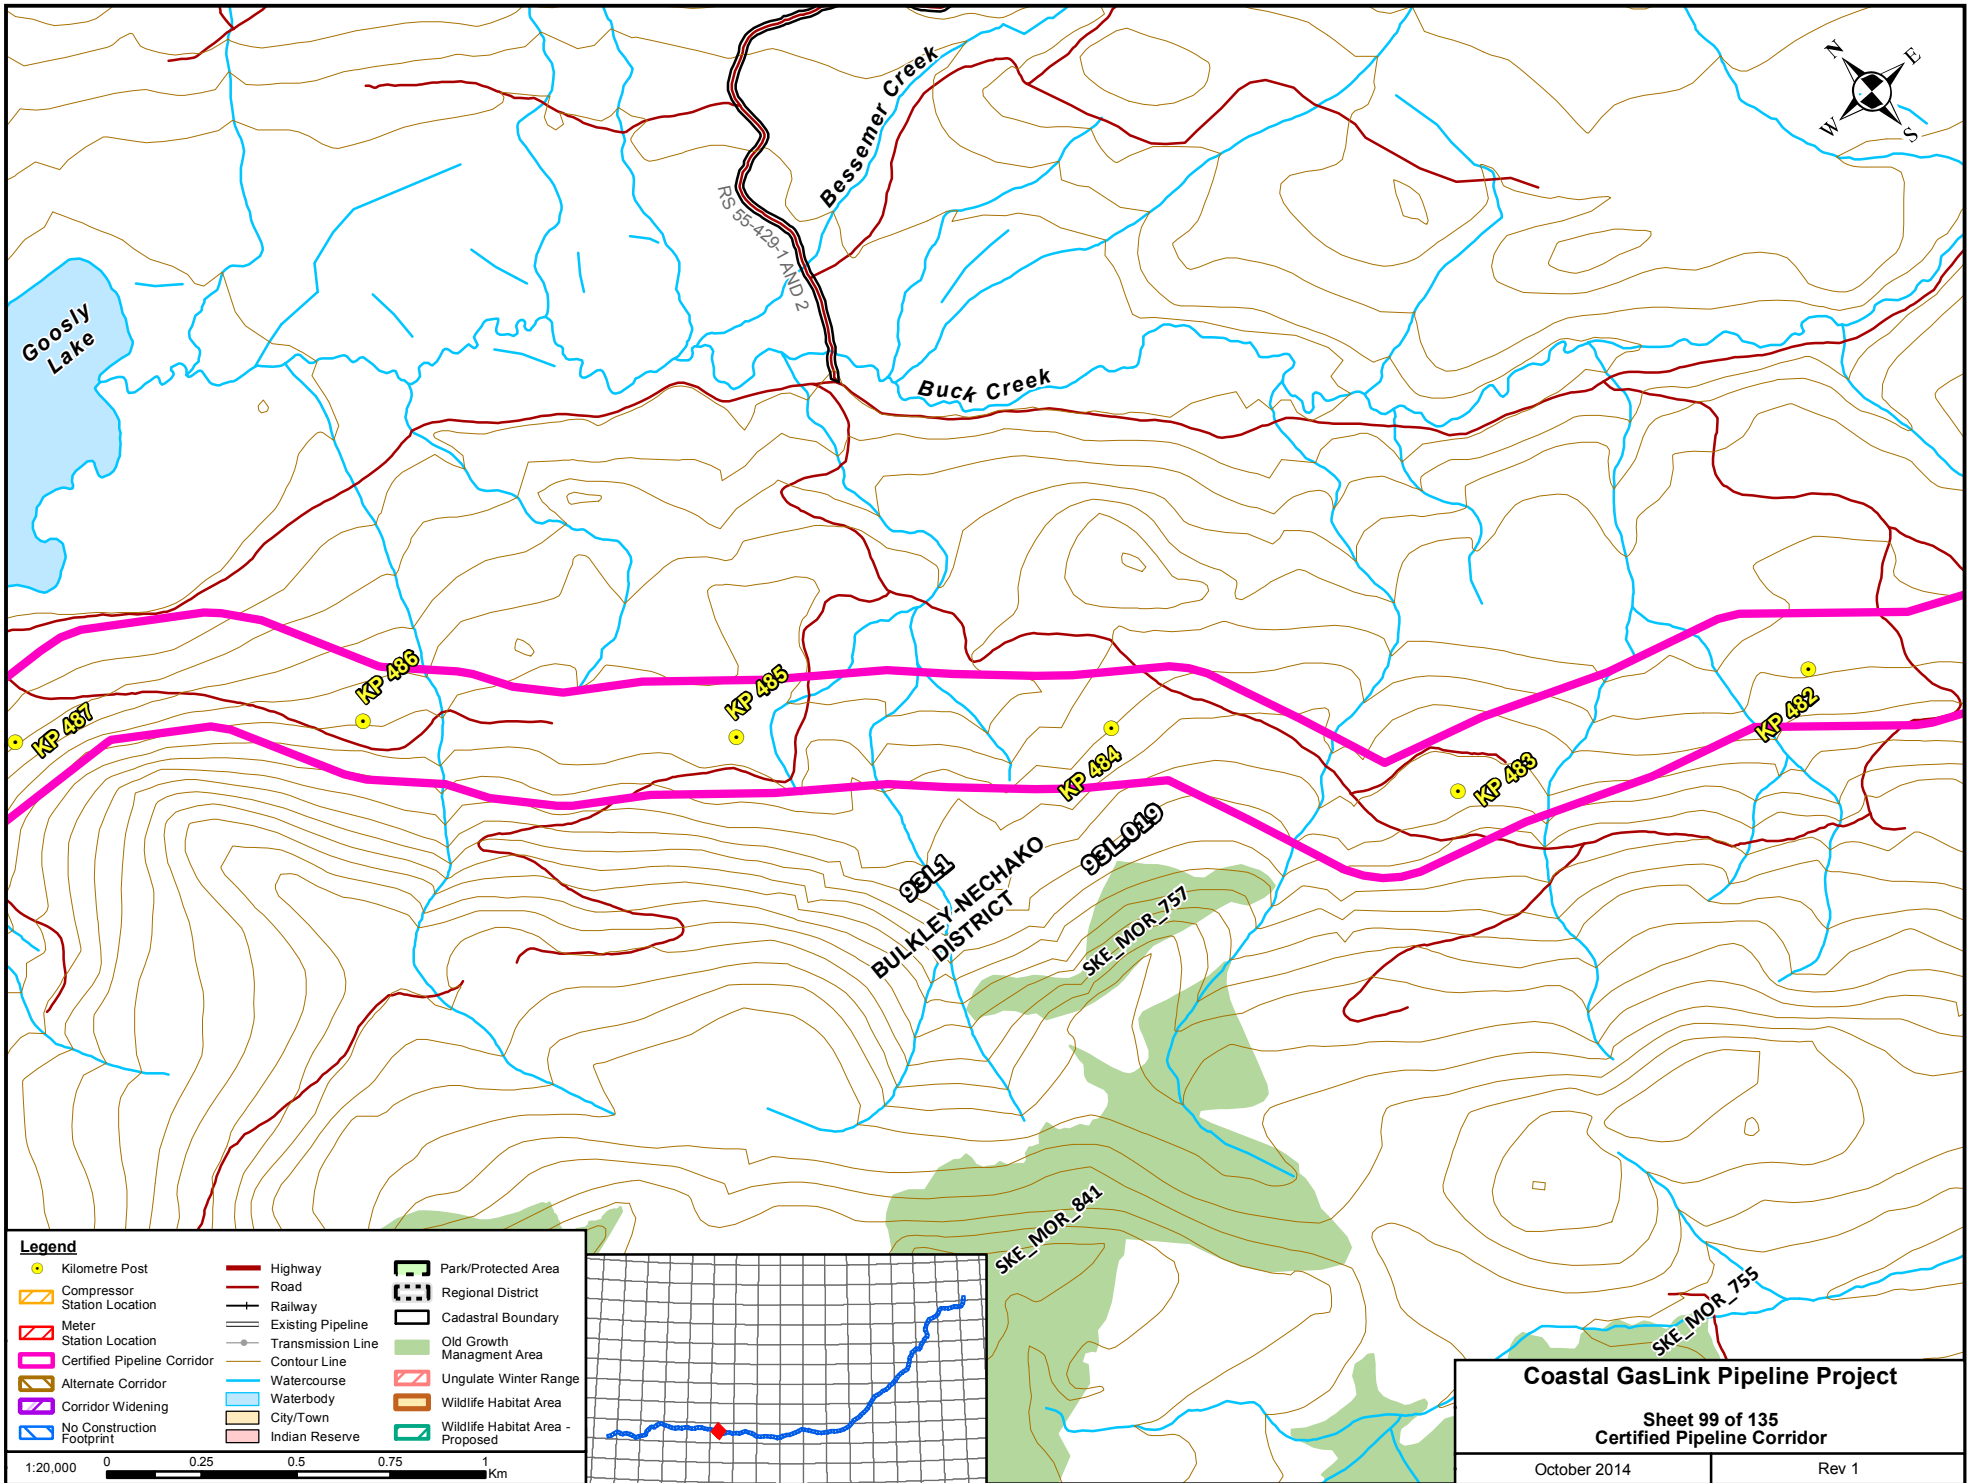 N
E
W
S
Bessemer Creek
RS 55-429-1 AND 2
Goosly
Lake
Buck Creek
KP 487
KP 486
KP 485
KP 484
KP 483
KP 482
93L1
93L.019
BULKLEY-NECHAKO
DISTRICT
SKE_MOR_757
SKE_MOR_841
SKE_MOR_755
Legend
Kilometre Post
Compressor
Station Location
Meter
Station Location
Certified Pipeline Corridor
Alternate Corridor
Corridor Widening
No Construction
Footprint
Highway
Road
Railway
Existing Pipeline
Transmission Line
Contour Line
Watercourse
Waterbody
City/Town
Indian Reserve
Park/Protected Area
Regional District
Cadastral Boundary
Old Growth
Managment Area
Ungulate Winter Range
Wildlife Habitat Area
Wildlife Habitat Area -
Proposed
1:20,000
0 0.25 0.5 0.75 1
Km
Coastal GasLink Pipeline Project
Sheet 99 of 135
Certified Pipeline Corridor
October 2014
Rev 1